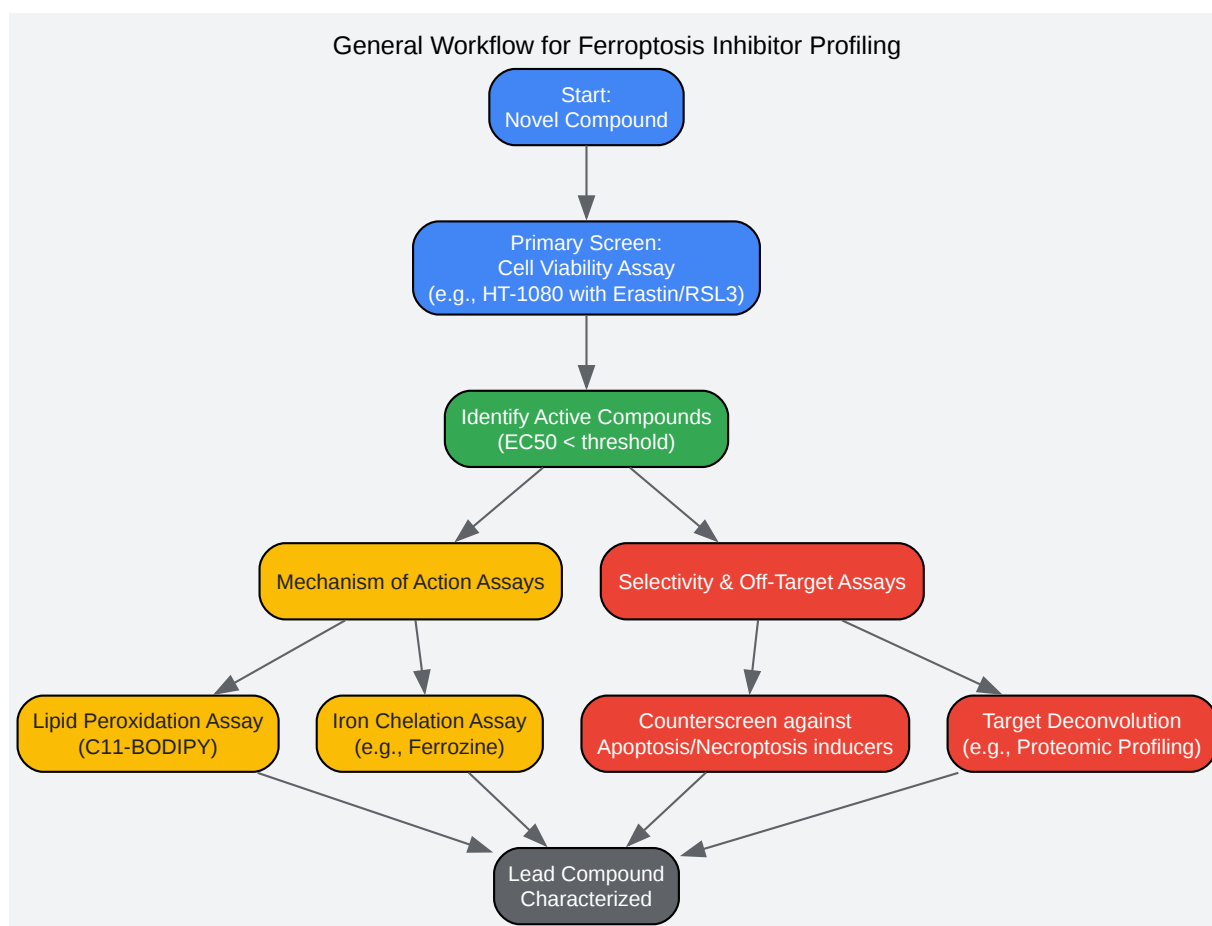 General Workflow for Ferroptosis Inhibitor Profiling
Start:
Novel Compound
Primary Screen:
Cell Viability Assay
(e.g., HT-1080 with Erastin/RSL3)
Identify Active Compounds
(EC50 < threshold)
Mechanism of Action Assays
Selectivity & Off-Target Assays
Lipid Peroxidation Assay
(C11-BODIPY)
Iron Chelation Assay
(e.g., Ferrozine)
Counterscreen against
Apoptosis/Necroptosis inducers
Target Deconvolution
(e.g., Proteomic Profiling)
Lead Compound
Characterized